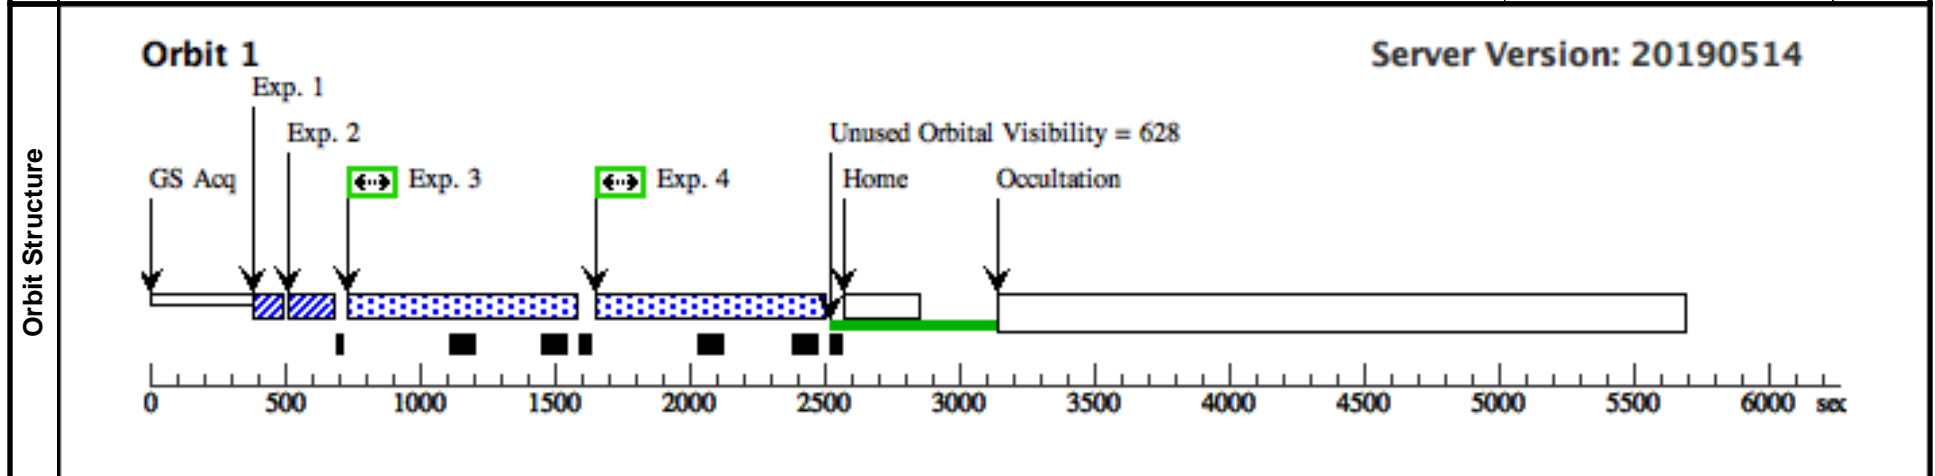 Orbit Structure
Orbit 1
Server Version: 20190514
Exp. 1
Exp. 2
Unused Orbital Visibility = 628
GS Acq
Exp. 3
Exp. 4
Home
Occultation
0 500 1000 1500 2000 2500 3000 3500 4000 4500 5000 5500 6000 sec